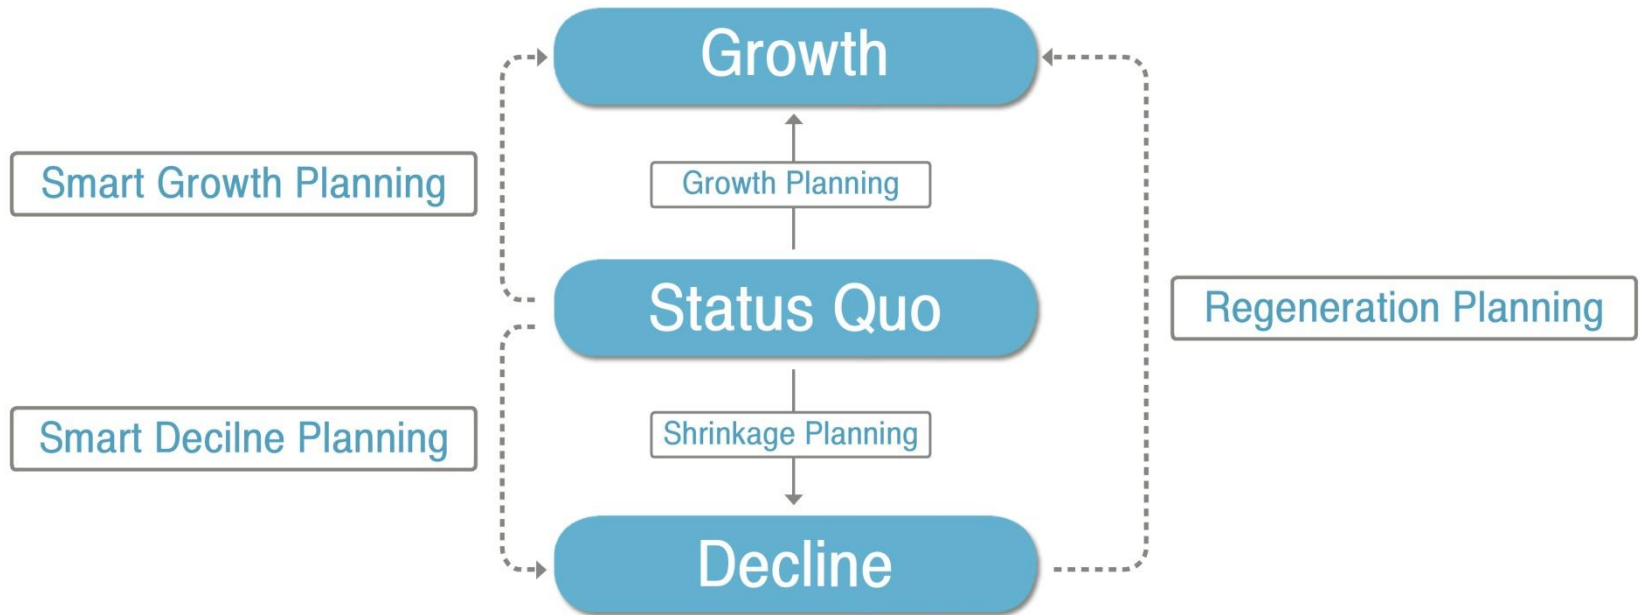 Growth
Smart Growth Planning
Growth Planning
Status Quo
Regeneration Planning
Smart Decilne Planning
Shrinkage Planning
Decline